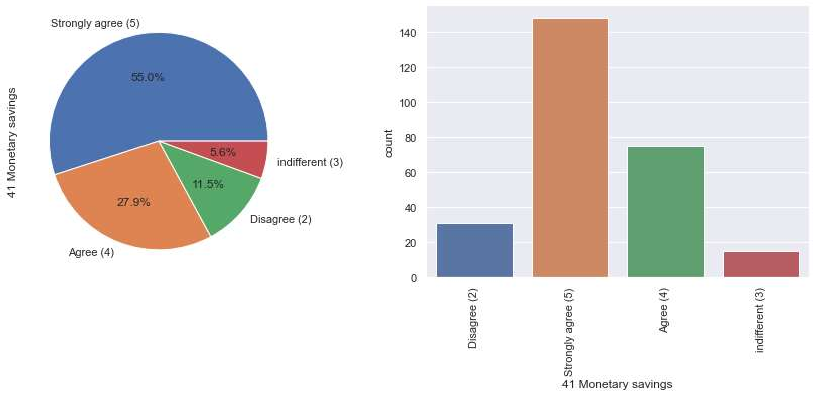 Strongly agree (5)
55.0%
41 Monetary savings
5.6%
indifferent (3)
11.5%
27.9%
Disagree (2)
Agree (4)
140
120
100
80
60
40
20
0
count
Disagree (2)
Strongly agree (5)
Agree (4)
indifferent (3)
41 Monetary savings